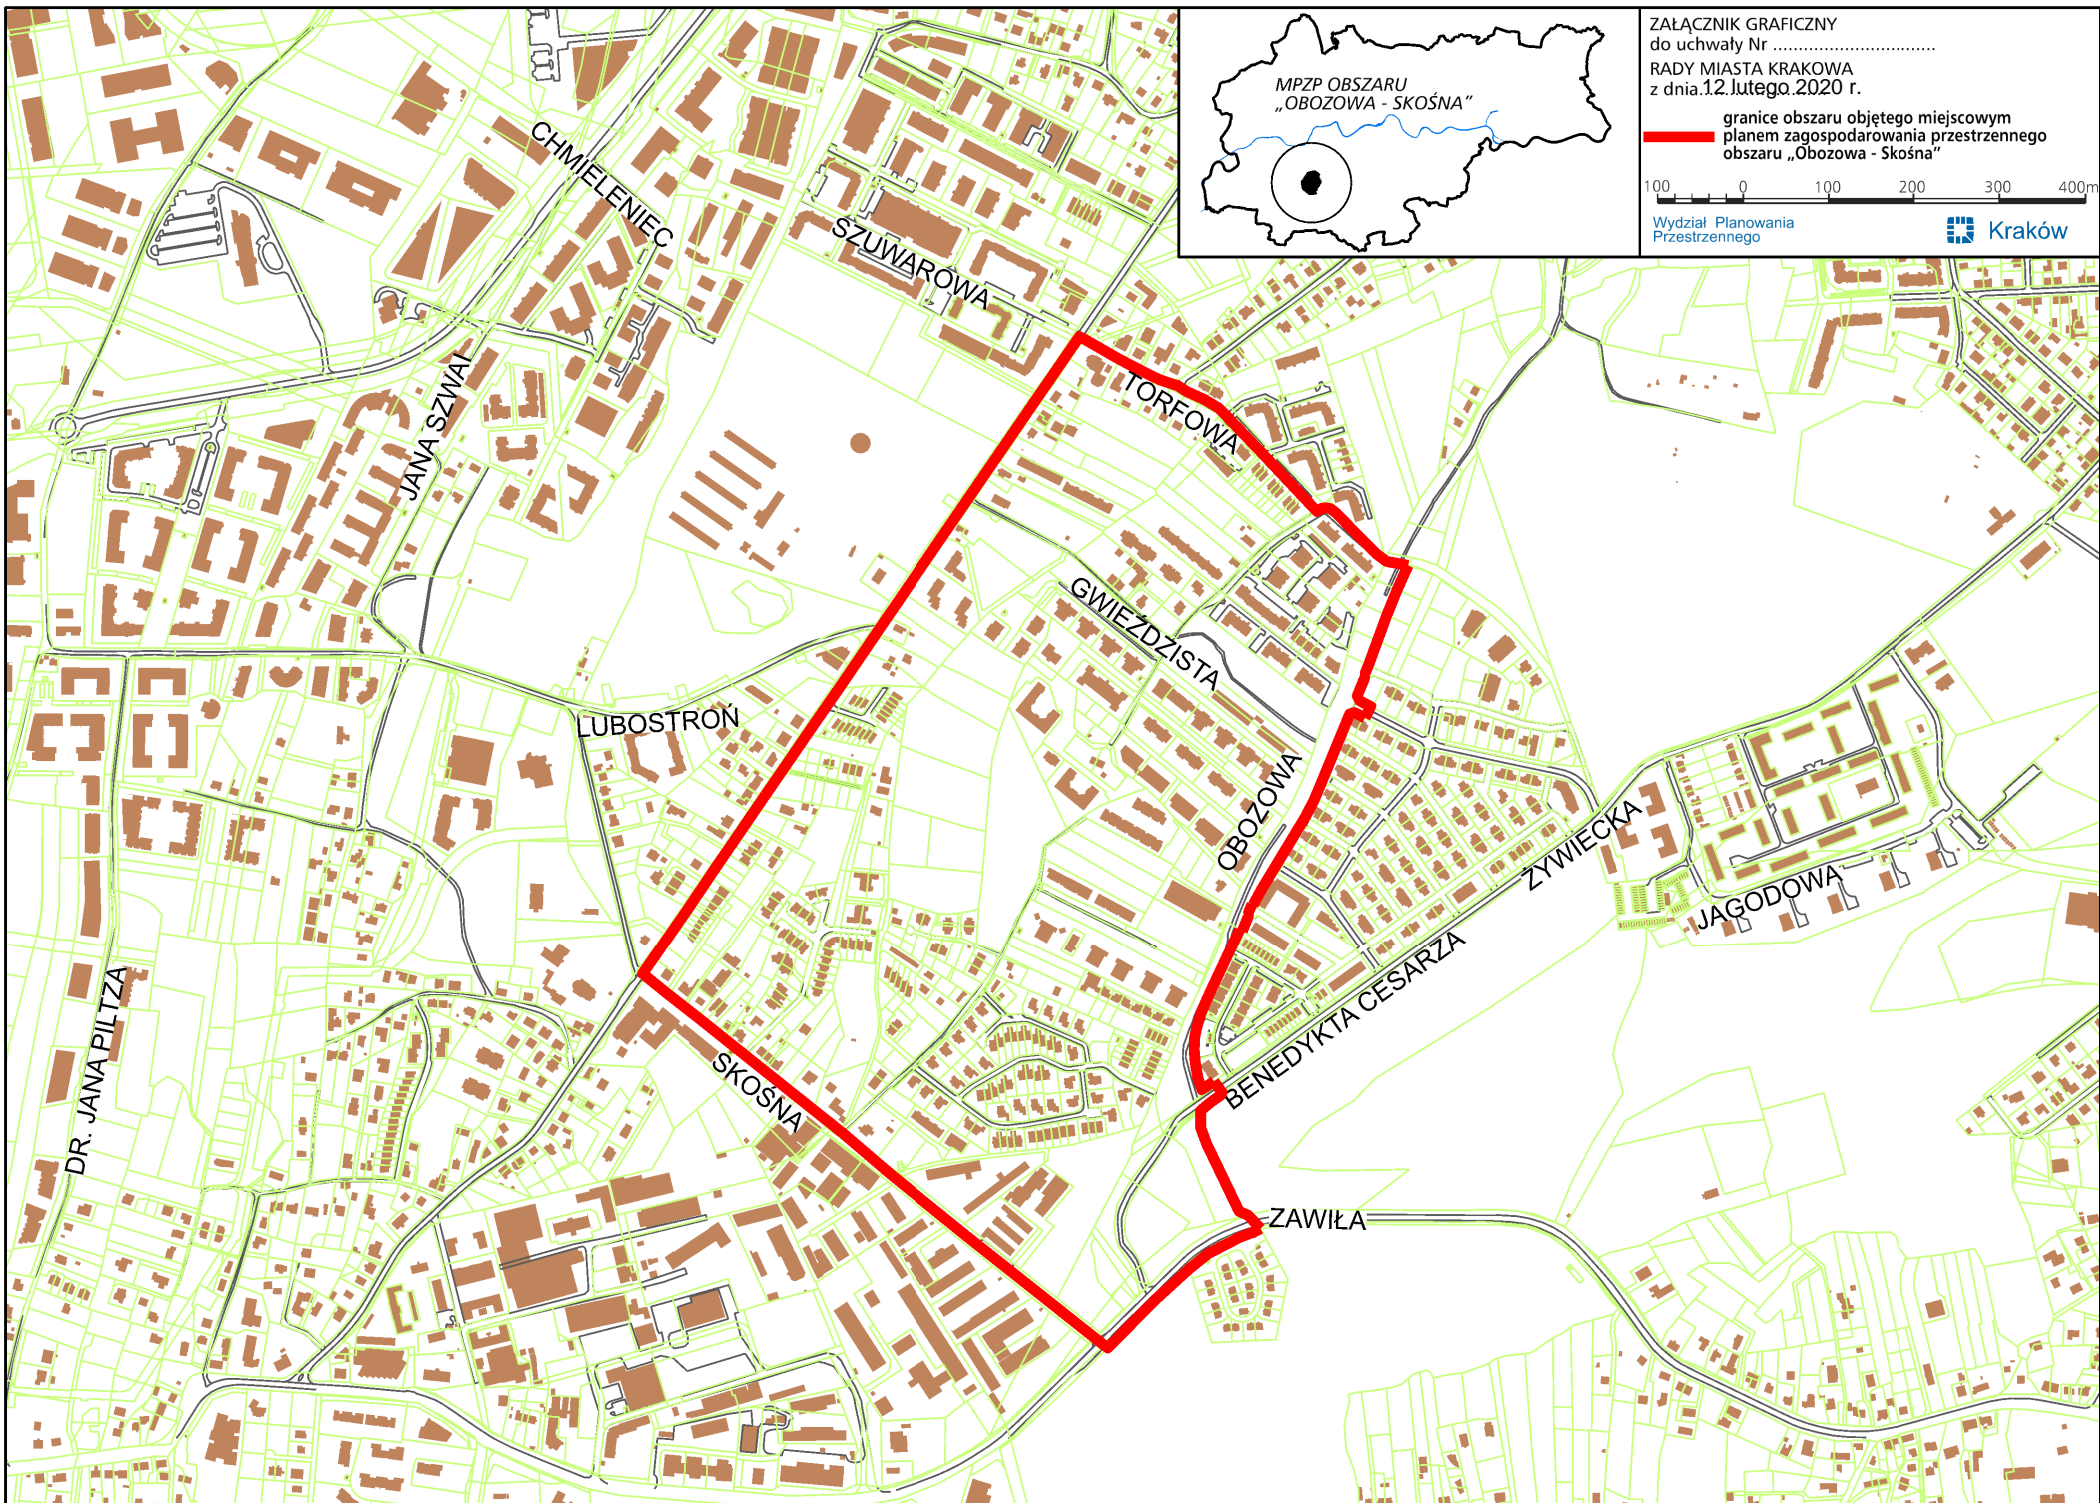 MPZP OBSZARU
„OBOZOWA - SKOŚNA”
ZAŁĄCZNIK GRAFICZNY
do uchwały Nr ................................
RADY MIASTA KRAKOWA
z dnia 12 lutego 2020 r.
granice obszaru objętego miejscowym
planem zagospodarowania przestrzennego
obszaru „Obozowa - Skośna”
100 0 100 200 300 400m
Wydział Planowania
Przestrzennego
Kraków
CHMIELENIEC
SZUWAROWA
JANA SZWAI
TORFOWA
GWIEŹDZISTA
LUBOSTROŃ
OBOZOWA
ŻYWIECKA
JAGODOWA
BENEDYKTA CESARZA
DR. JANA PILTZA
SKOŚNA
ZAWIŁA